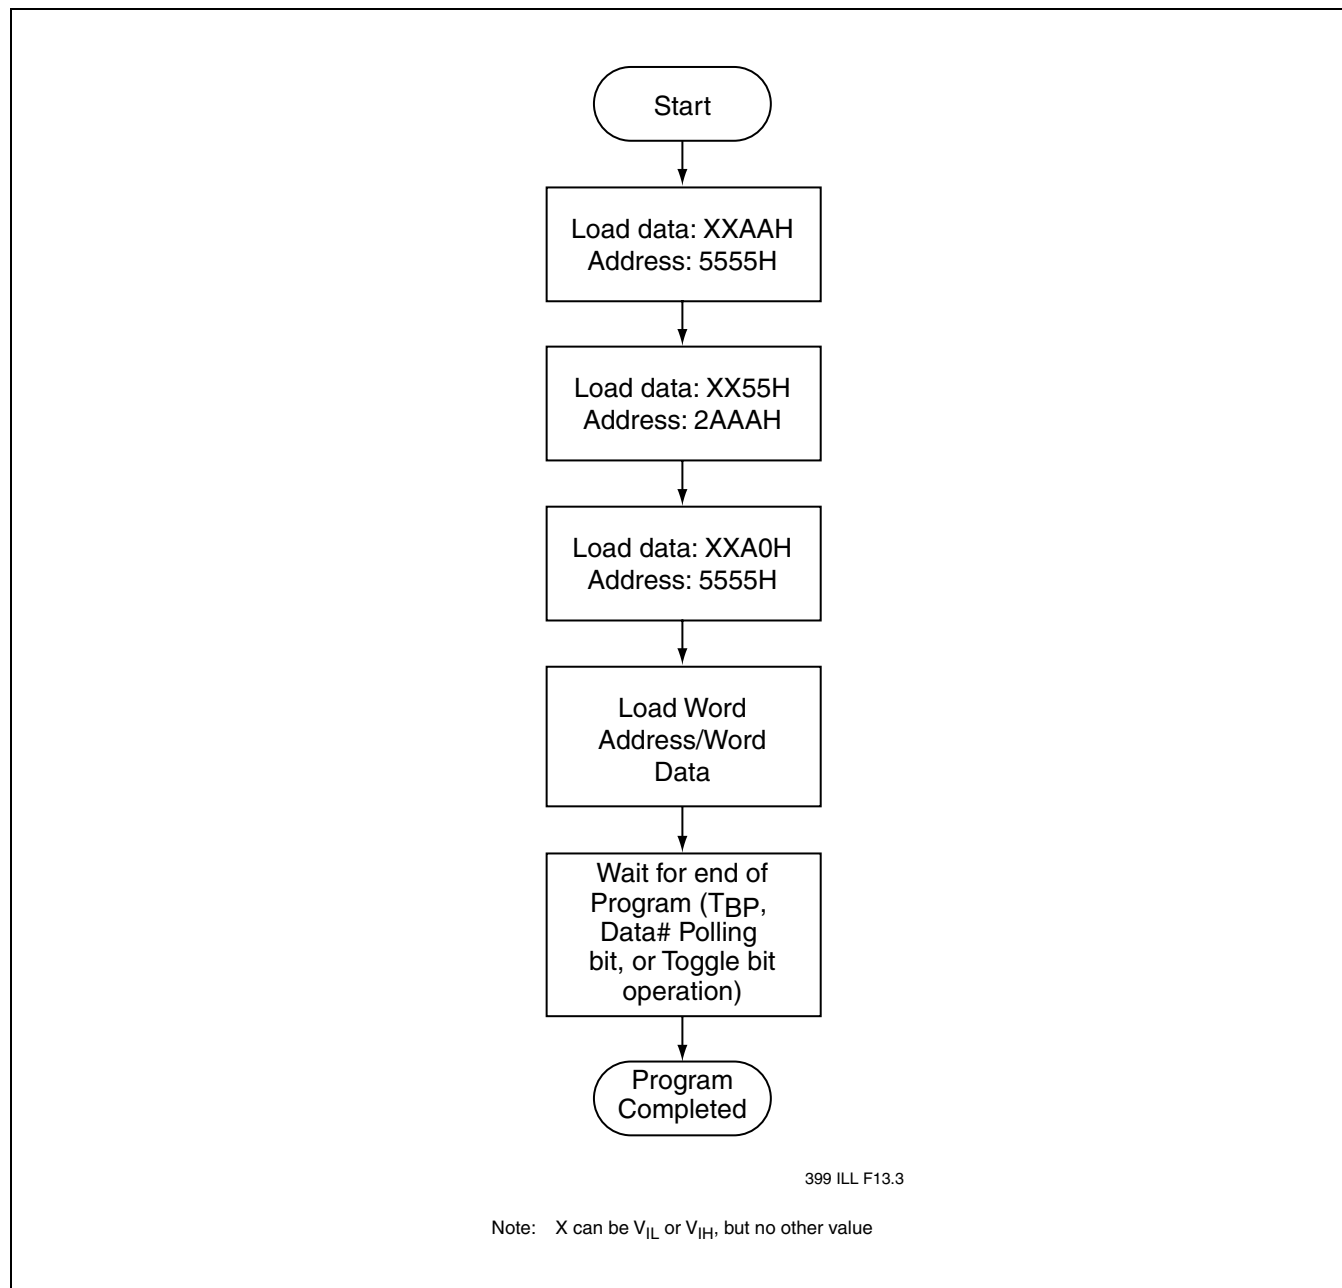 Start
Load data: XXAAH
Address: 5555H
Load data: XX55H
Address: 2AAAH
Load data: XXA0H
Address: 5555H
Load Word
Address/Word
Data
Wait for end of
Program (TBP,
Data# Polling
bit, or Toggle bit
operation)
Program
Completed
399 ILL F13.3
Note: X can be VIL or VIH, but no other value